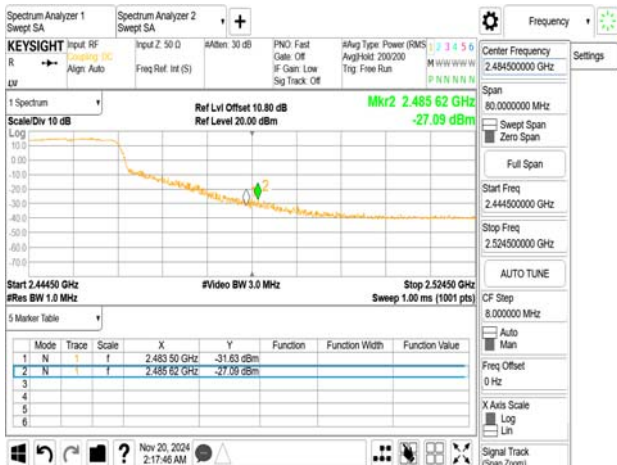 Spectrum Analyzer 1
Swept SA
Spectrum Analyzer 2
Swept SA
+
Frequency
KEYSIGHT
R
Input: RF
Coupling: DC
Align: Auto
Input Z: 50 Ω
Freq Ref: Int (S)
#Atten: 30 dB
PNO: Fast
Gate: Off
IF Gain: Low
Sig Track: Off
#Avg Type: Power (RMS
Avg|Hold: 200/200
Trig: Free Run
1 2 3 4 5 6
M W W W W W
P N N N N N
1 Spectrum
Scale/Div 10 dB
Ref Lvl Offset 10.80 dB
Ref Level 20.00 dBm
Mkr2 2.485 62 GHz
-27.09 dBm
Log
10.0
0.00
-10.0
-20.0
-30.0
-40.0
-50.0
-60.0
-70.0
2
Start 2.44450 GHz
#Res BW 1.0 MHz
#Video BW 3.0 MHz
Stop 2.52450 GHz
Sweep 1.00 ms (1001 pts)
5 Marker Table
Mode Trace Scale X Y Function Function Width Function Value
1 N 1 f 2.483 50 GHz -31.63 dBm
2 N 1 f 2.485 62 GHz -27.09 dBm
3
4
5
6
Nov 20, 2024
2:17:46 AM
Center Frequency
2.484500000 GHz
Settings
Span
80.0000000 MHz
Swept Span
Zero Span
Full Span
Start Freq
2.444500000 GHz
Stop Freq
2.524500000 GHz
AUTO TUNE
CF Step
8.000000 MHz
Auto
Man
Freq Offset
0 Hz
X Axis Scale
Log
Lin
Signal Track
(Span Zoom)